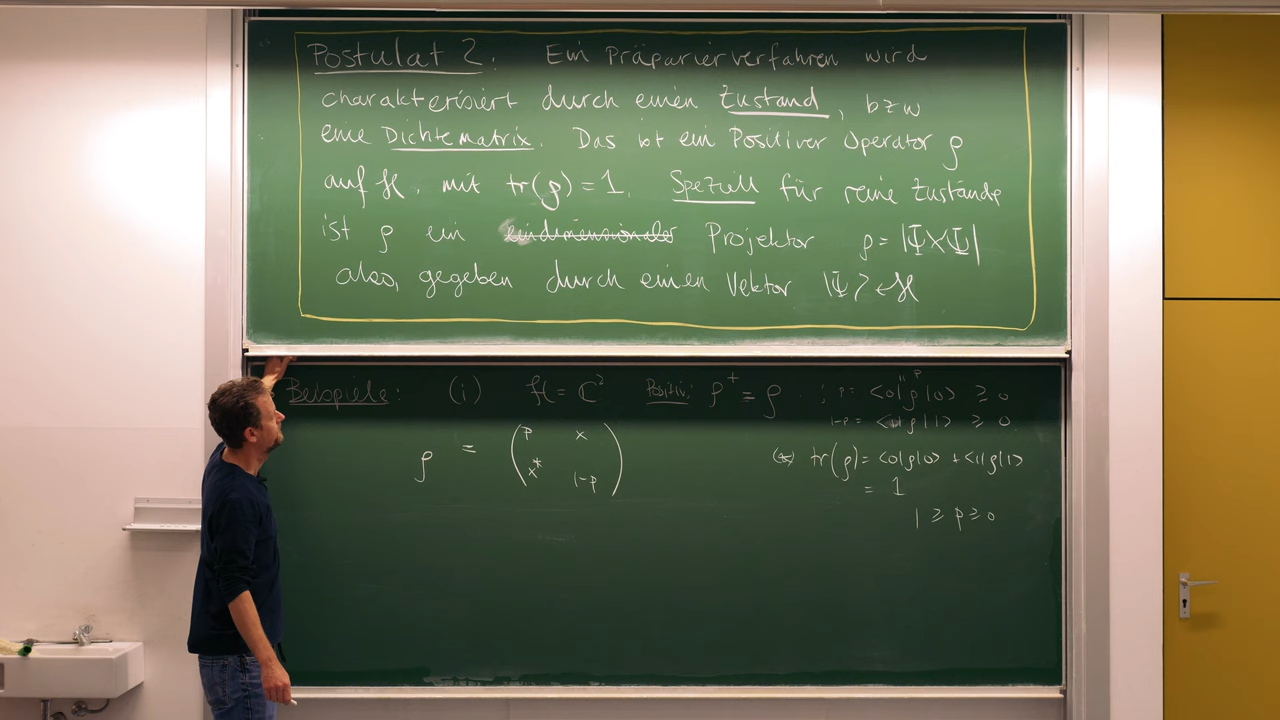 Postulat 2: Ein Präparierverfahren wird
charakterisiert durch einen Zustand, bzw
eine Dichtematrix. Das ist ein Positiver Operator ρ
auf ℋ, mit tr(ρ) = 1. Speziell für reine Zustände
ist ρ ein eindimensionaler Projektor ρ = |Ψ⟩⟨Ψ|
also, gegeben durch einen Vektor |Ψ⟩ ∈ ℋ
Beispiele: (i) ℋ = ℂ² Positiv: ρ⁺ = ρ ; p = ⟨0|ρ|0⟩ ≥ 0
1-p = ⟨1|ρ|1⟩ ≥ 0
ρ = ( p x
x* 1-p )
(*) tr(ρ) = ⟨0|ρ|0⟩ + ⟨1|ρ|1⟩
= 1
1 ≥ p ≥ 0